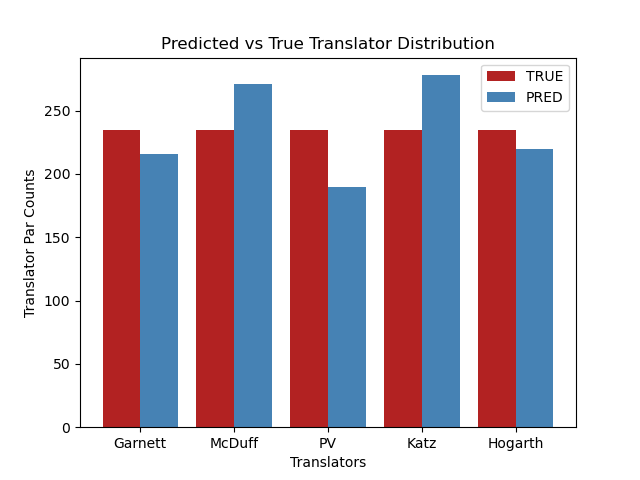 Predicted vs True Translator Distribution
TRUE
PRED
Translator Par Counts
250
200
150
100
50
0
Garnett McDuff PV Katz Hogarth
Translators